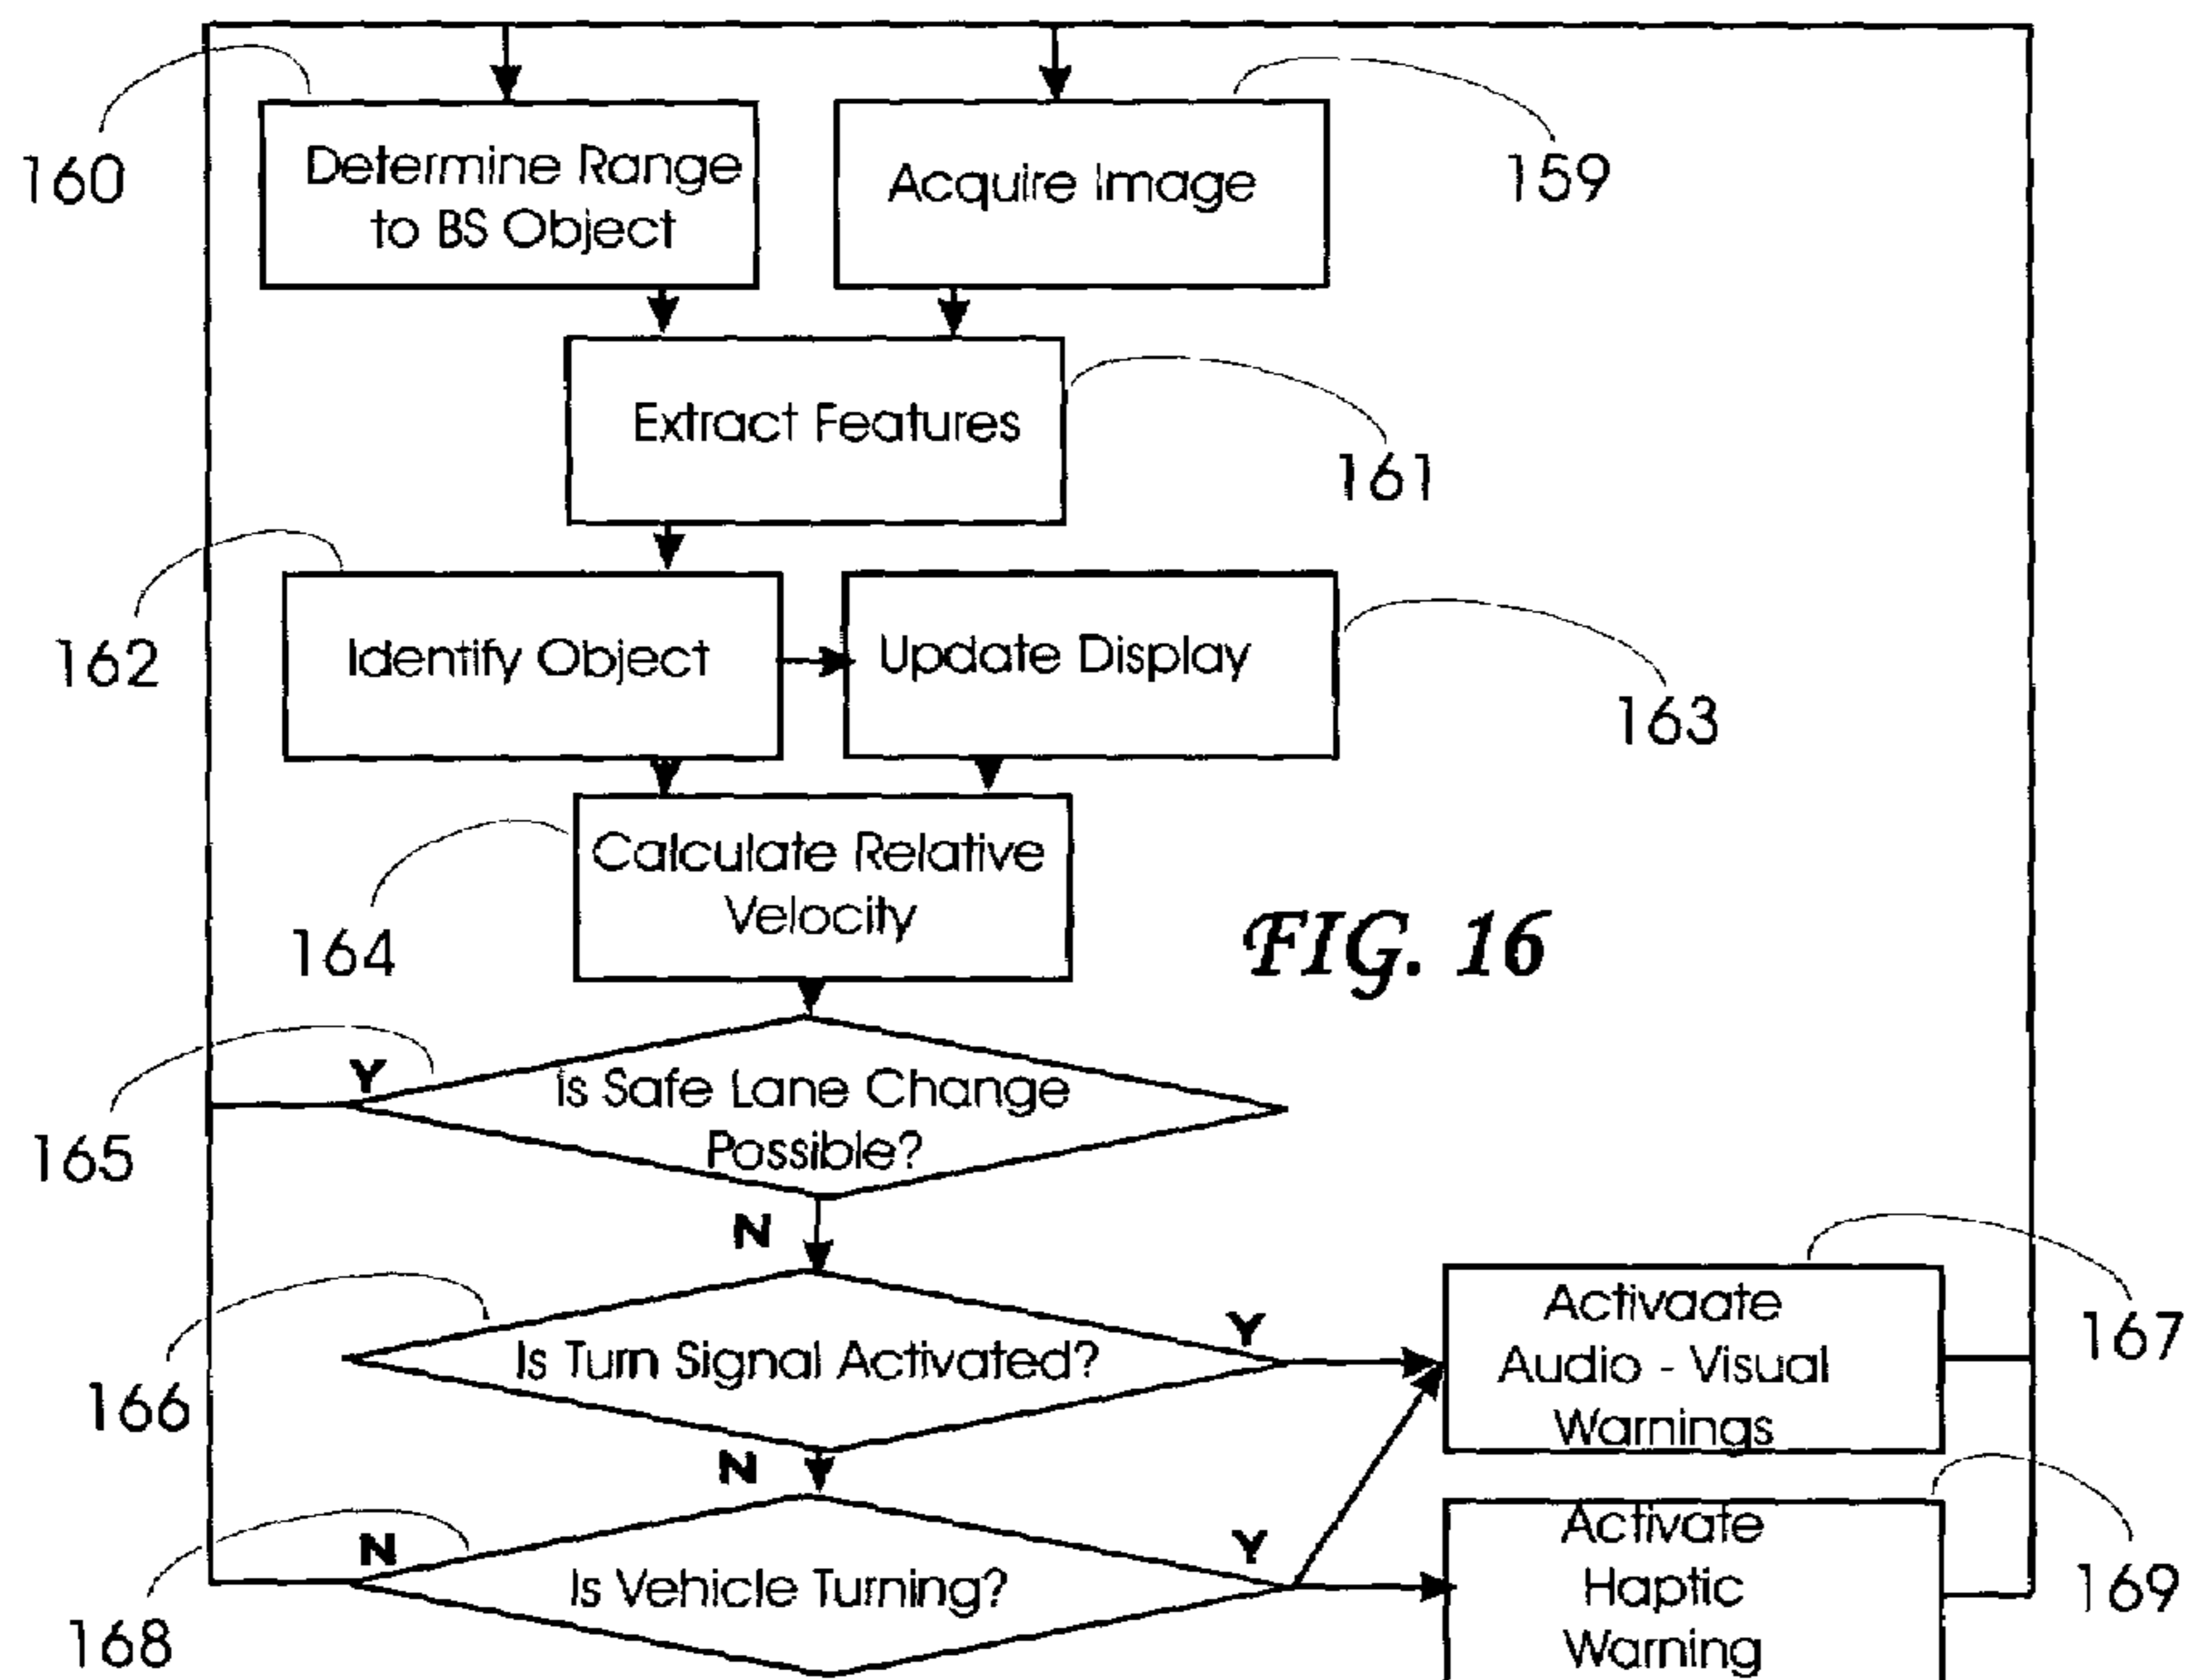 160
Determine Range
to BS Object
Acquire Image
159
Extract Features
161
162
Identify Object
Update Display
163
164
Calculate Relative
Velocity
FIG. 16
165
Y
Is Safe Lane Change
Possible?
N
166
Is Turn Signal Activated?
Y
Activaate
Audio - Visual
Warnings
167
N
168
N
Is Vehicle Turning?
Y
Activate
Haptic
Warning
169